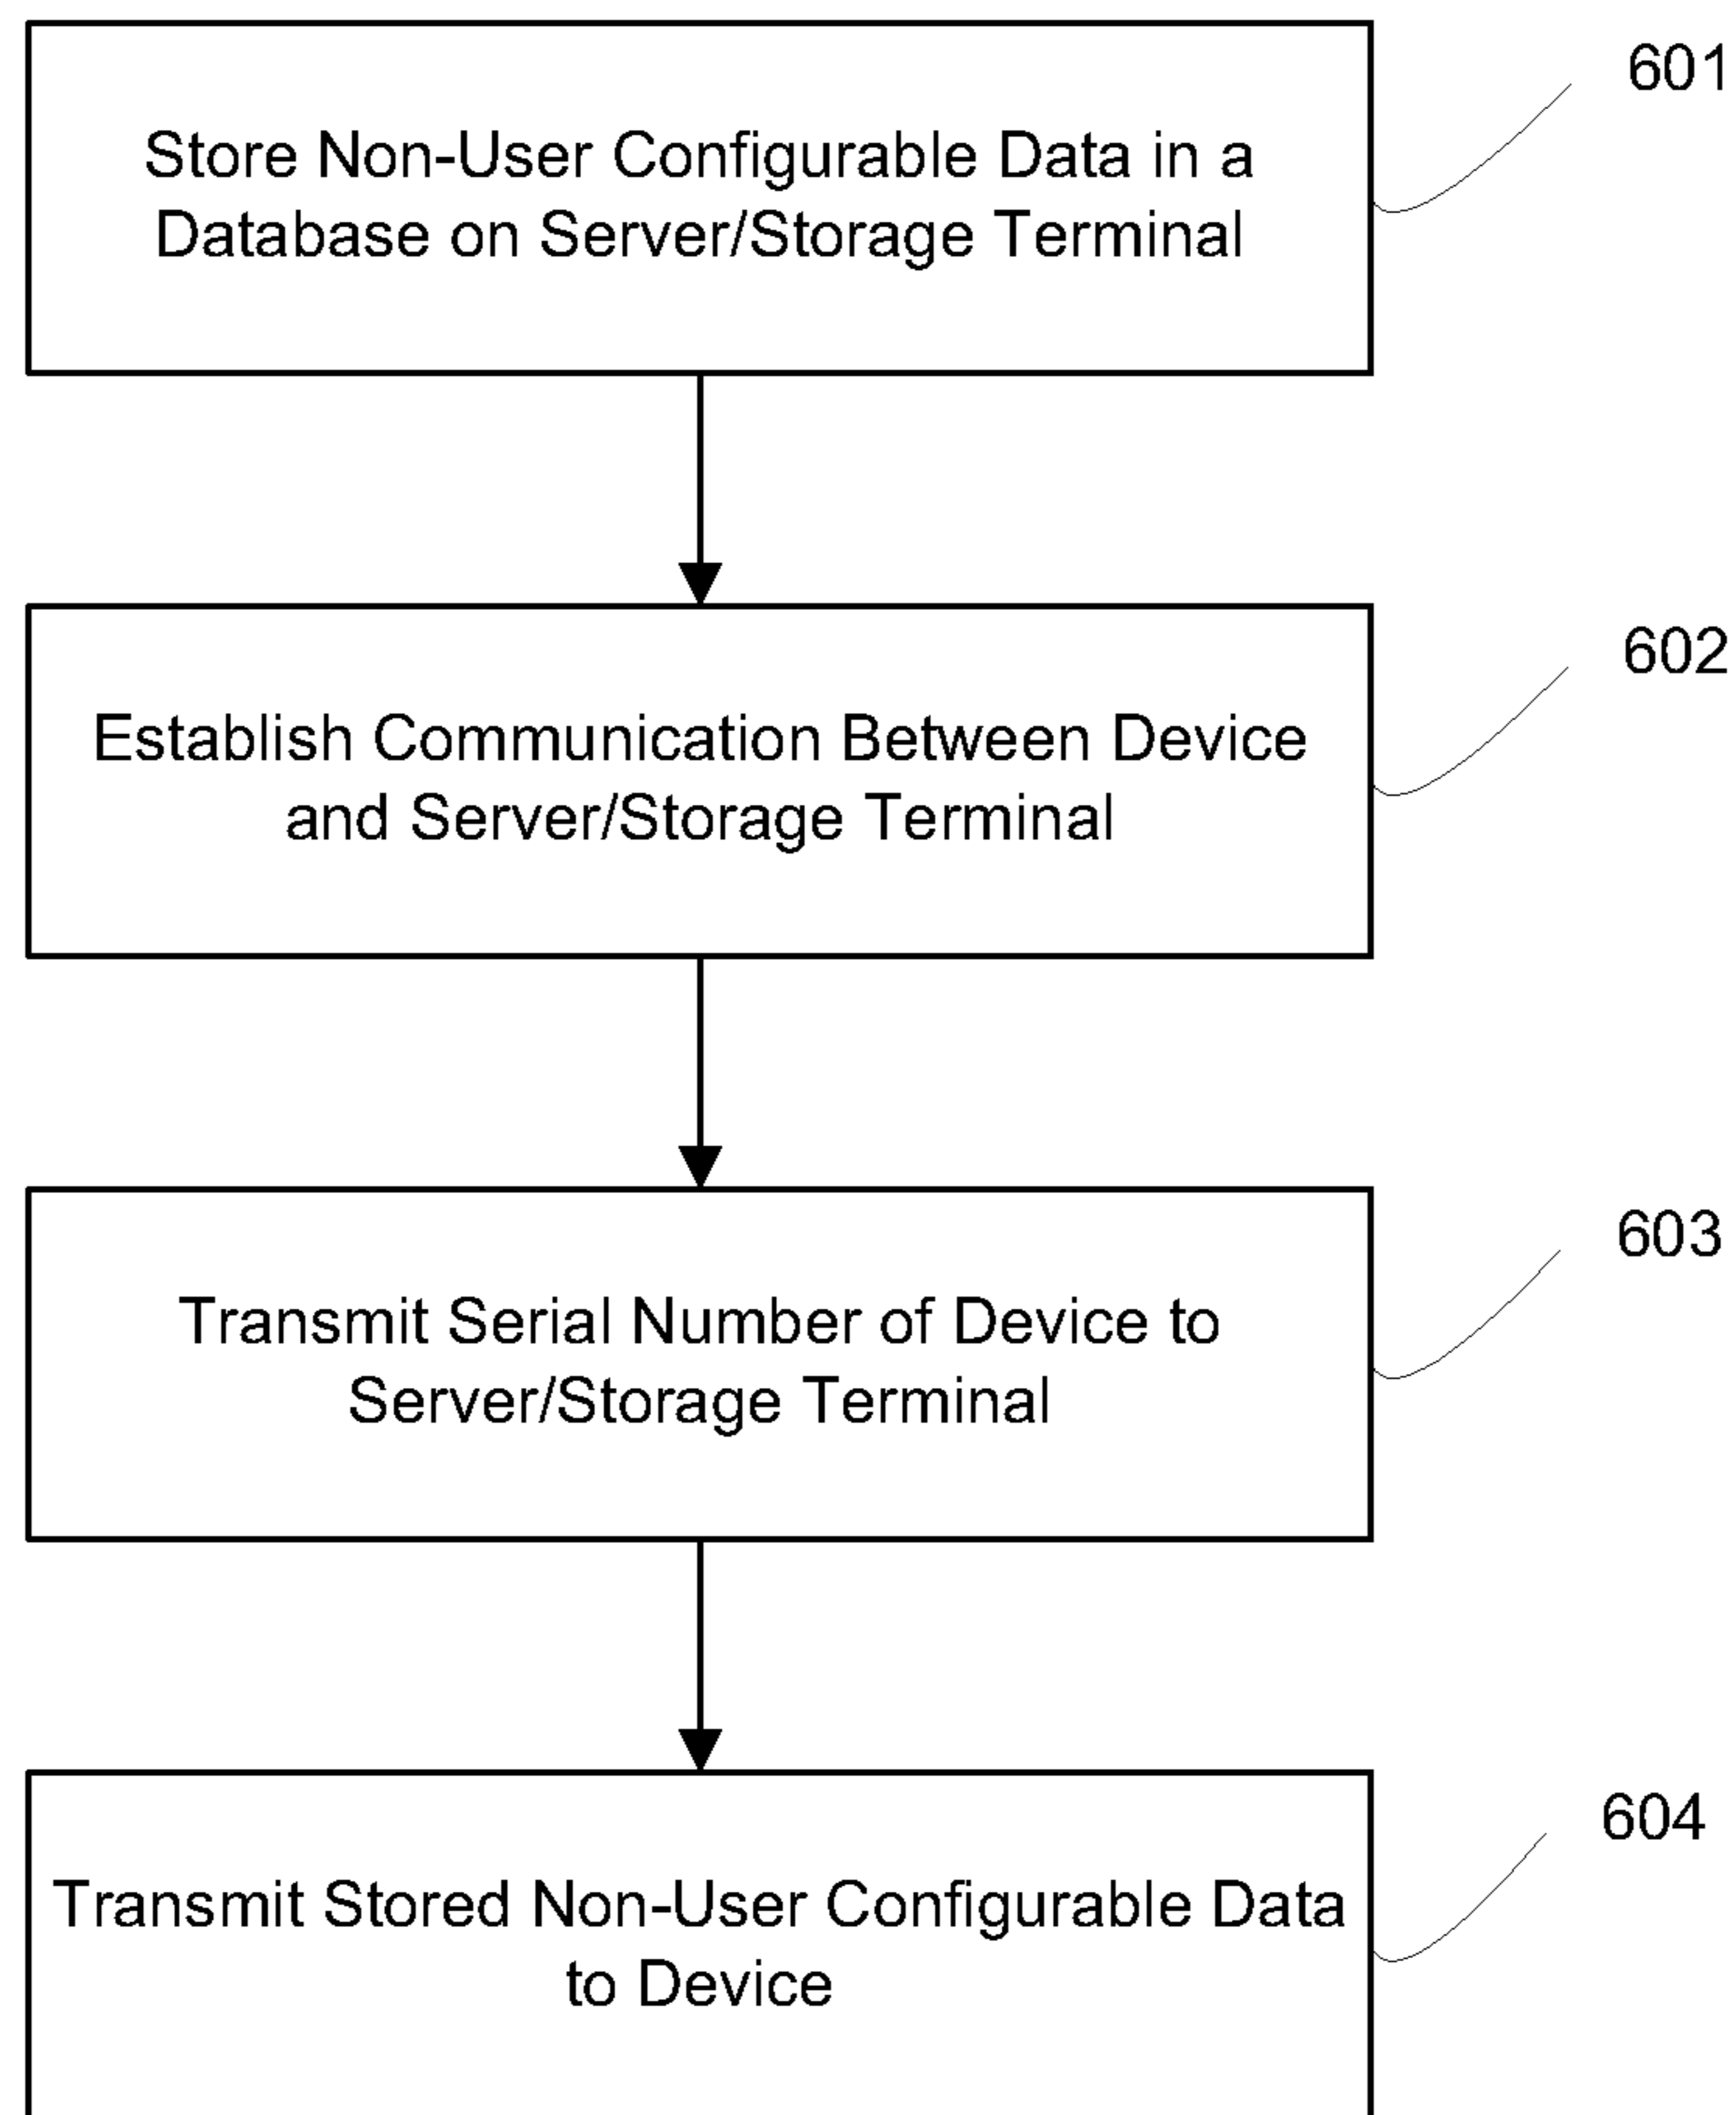 601
Store Non-User Configurable Data in a
Database on Server/Storage Terminal
602
Establish Communication Between Device
and Server/Storage Terminal
603
Transmit Serial Number of Device to
Server/Storage Terminal
604
Transmit Stored Non-User Configurable Data
to Device